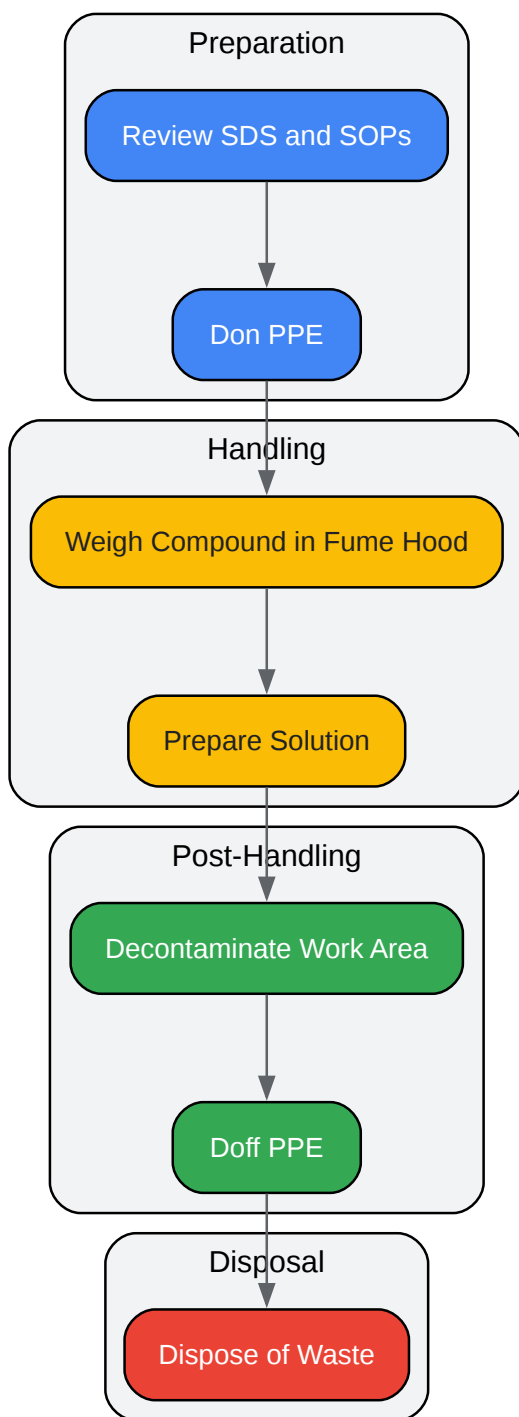 Preparation
Review SDS and SOPs
Don PPE
Handling
Weigh Compound in Fume Hood
Prepare Solution
Post-Handling
Decontaminate Work Area
Doff PPE
Disposal
Dispose of Waste